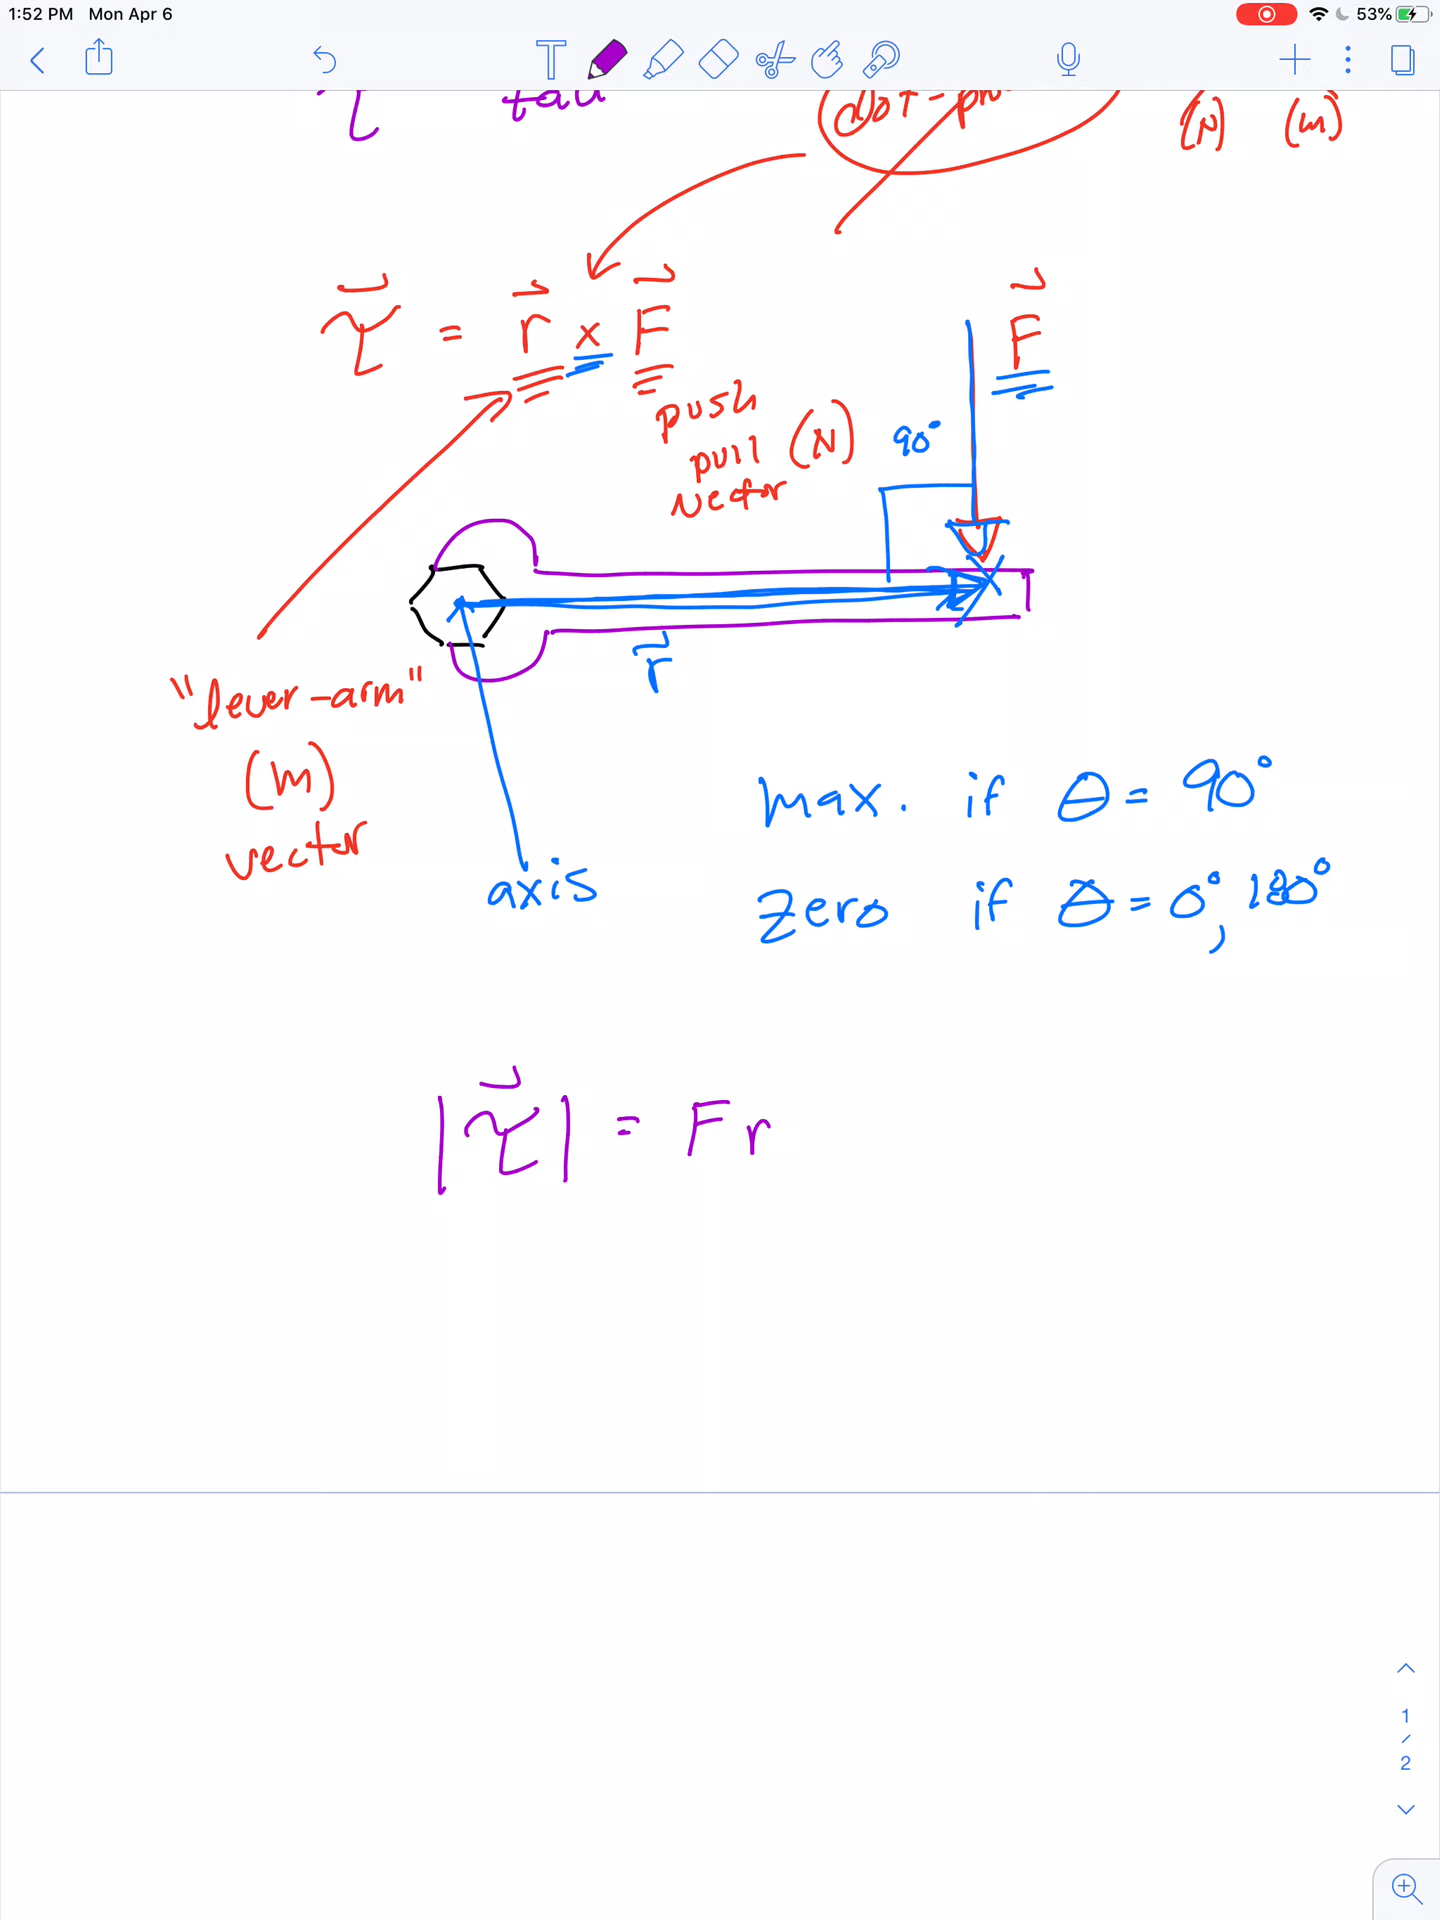 1:52 PM Mon Apr 6
53%
T
τ tau
(N) (m)
τ = r x F
F
push
pull (N)
vector
90°
r
"lever-arm"
(m)
vector
axis
max. if θ = 90°
zero if θ = 0°, 180°
|τ| = Fr
1
/
2